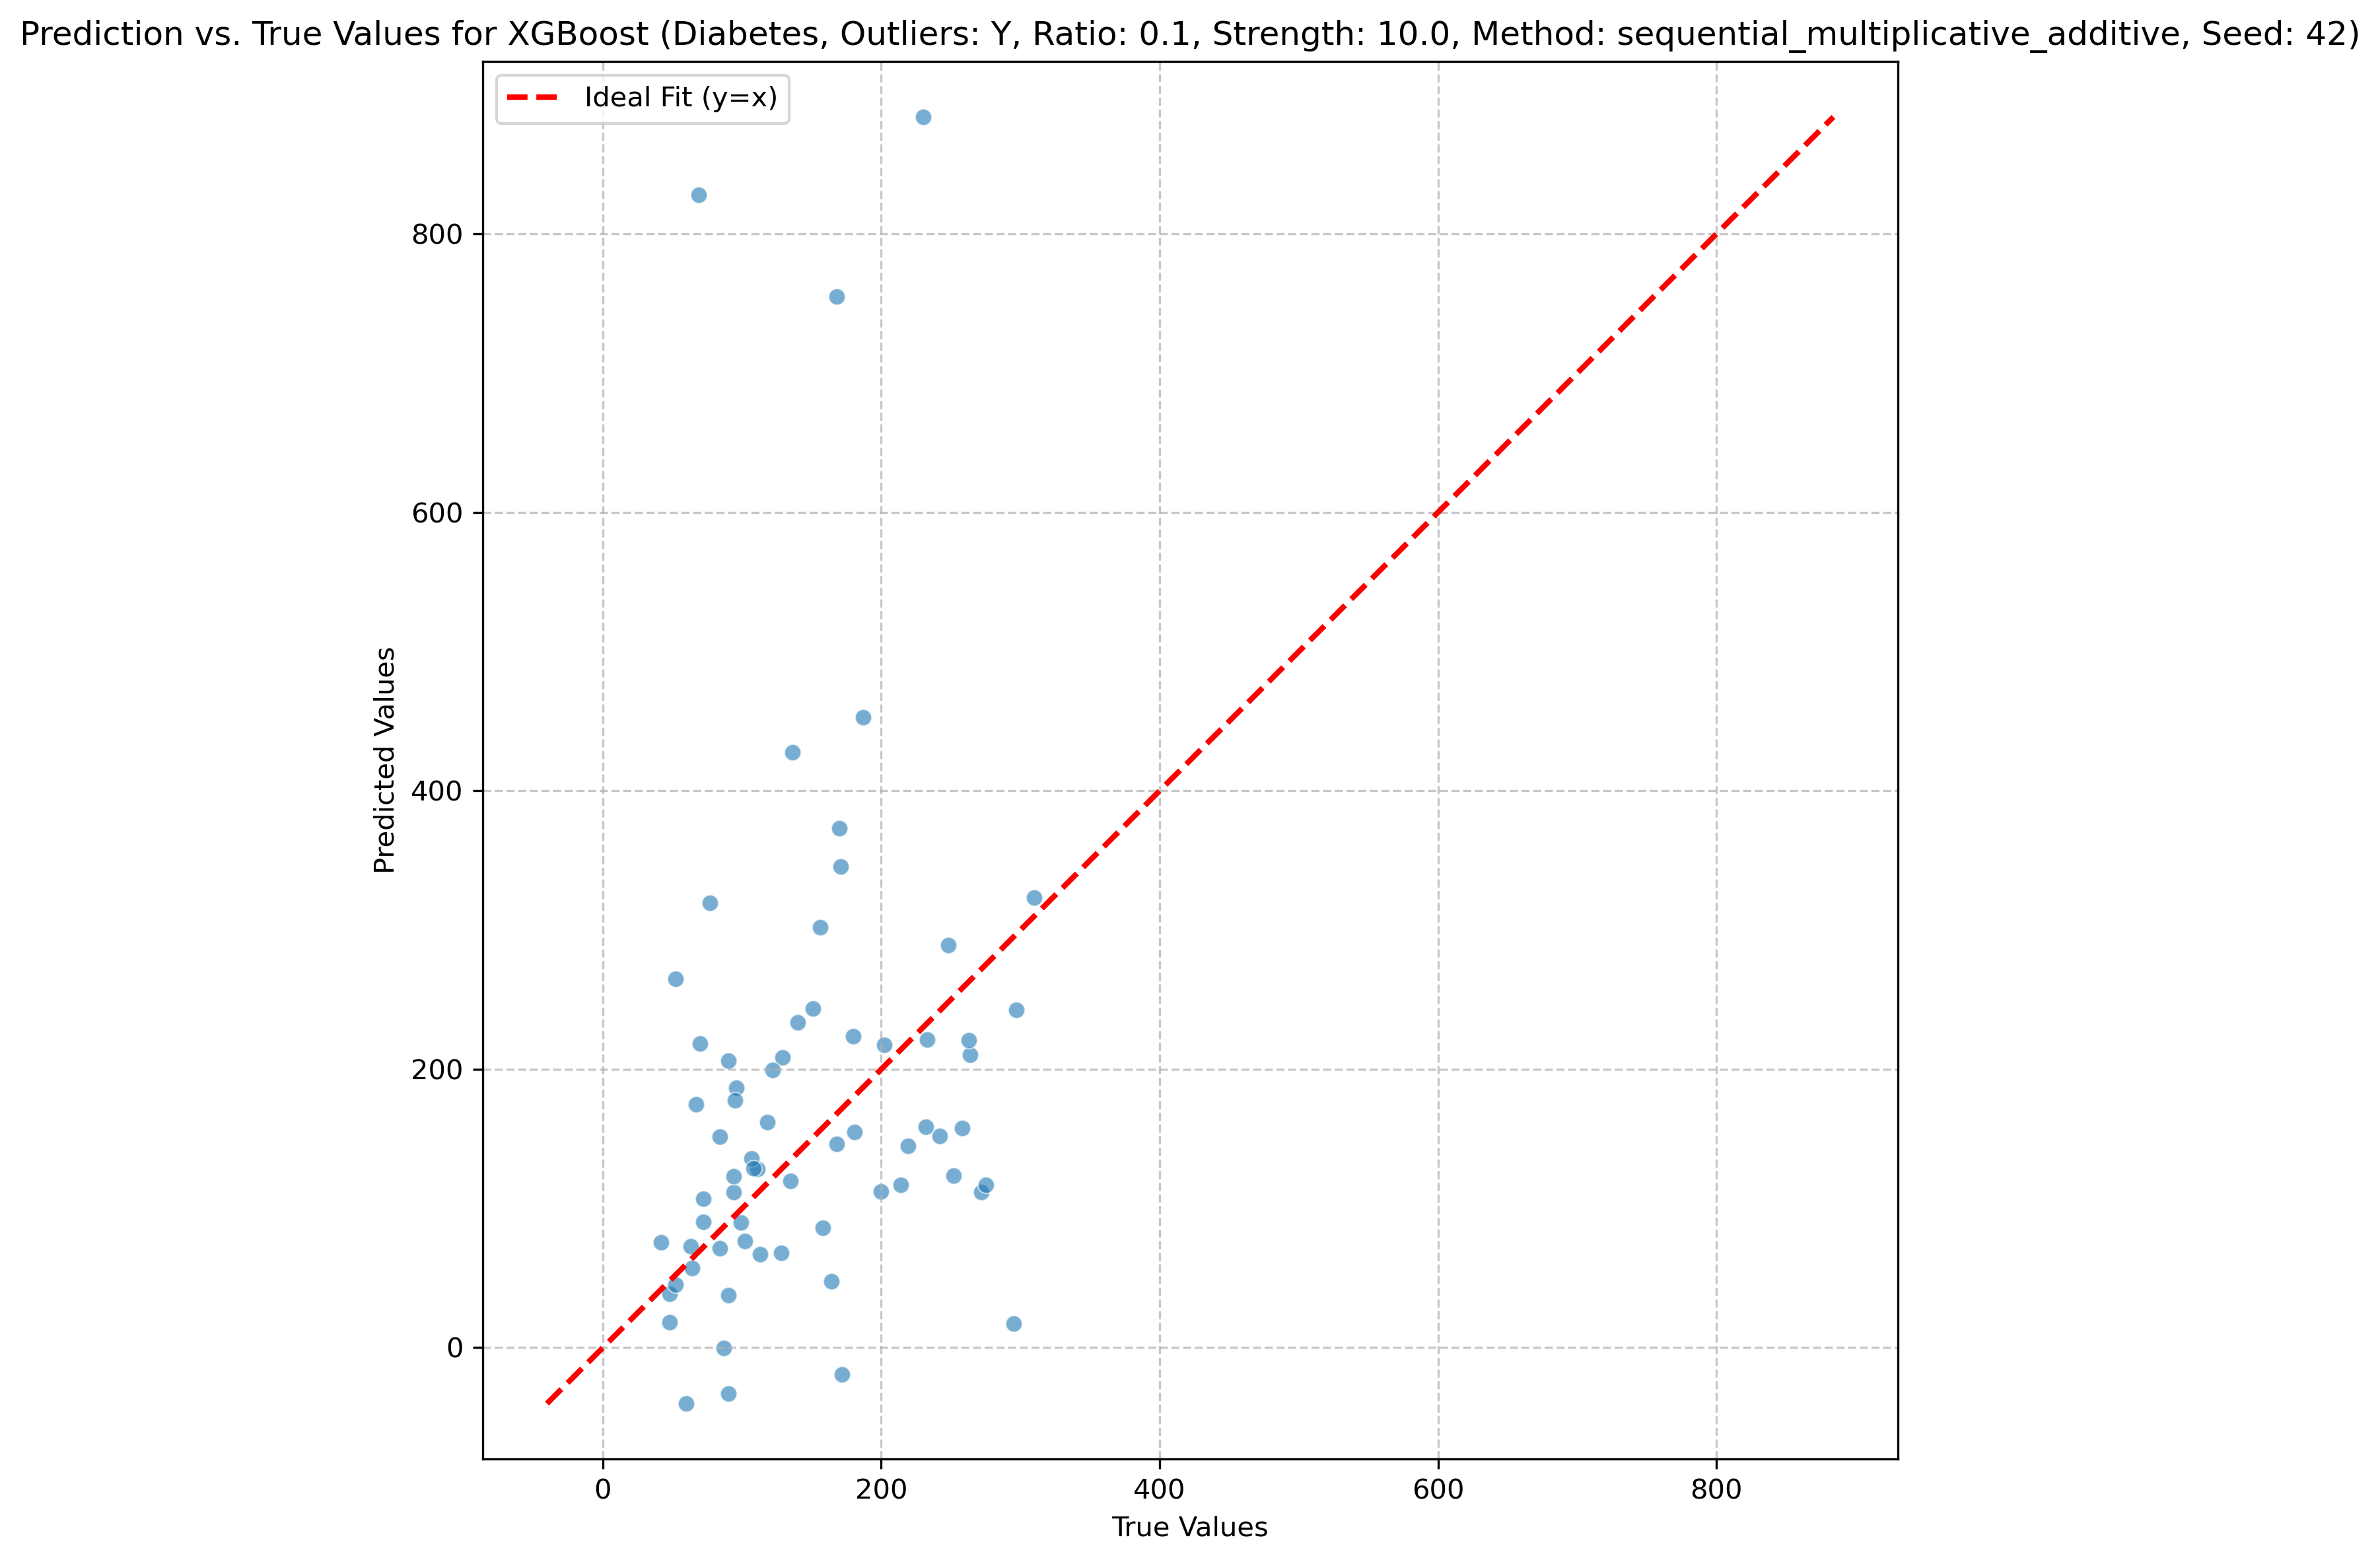 Prediction vs. True Values for XGBoost (Diabetes, Outliers: Y, Ratio: 0.1, Strength: 10.0, Method: sequential_multiplicative_additive, Seed: 42)
Ideal Fit (y=x)
800
600
400
200
0
Predicted Values
0 200 400 600 800
True Values